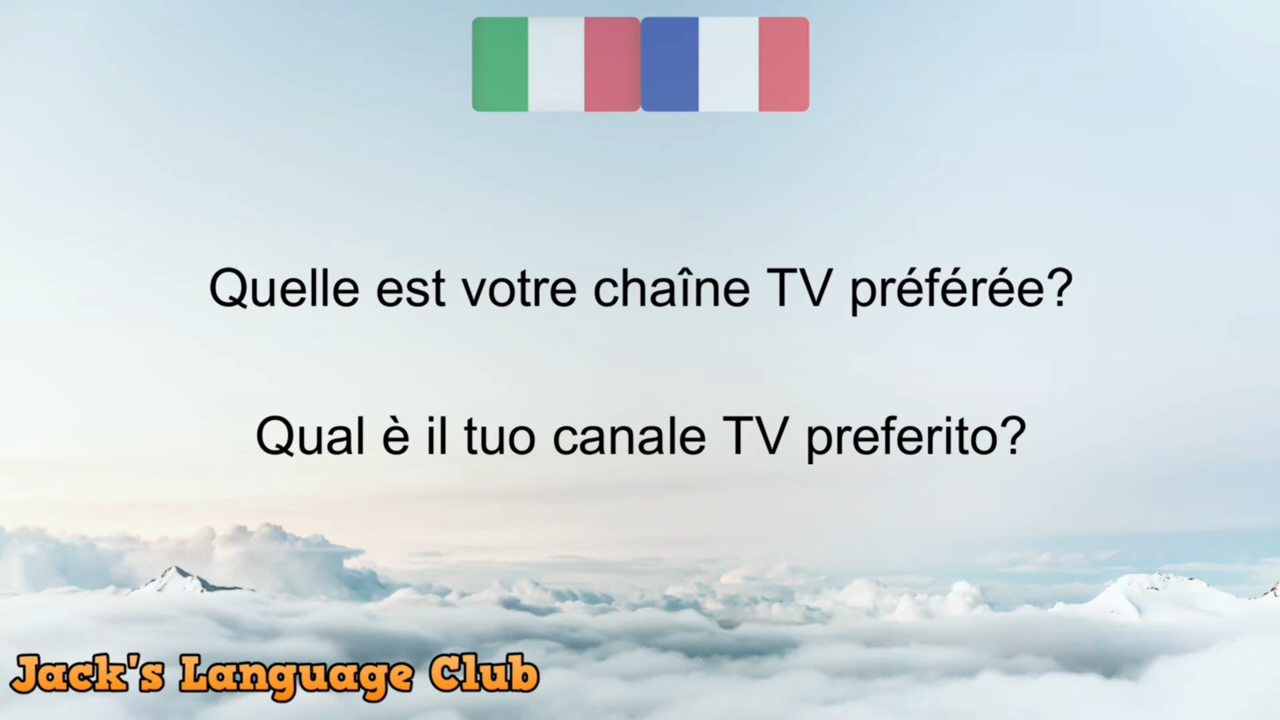 Quelle est votre chaîne TV préférée?
Qual è il tuo canale TV preferito?
Jack's Language Club